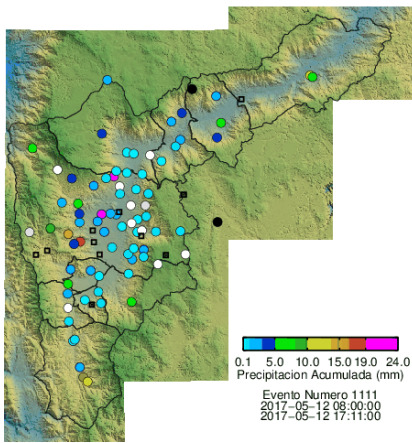 0.1 5.0 10.0 15.0 19.0 24.0
Precipitacion Acumulada (mm)
Evento Numero 1111
2017-05-12 08:00:00
2017-05-12 17:11:00